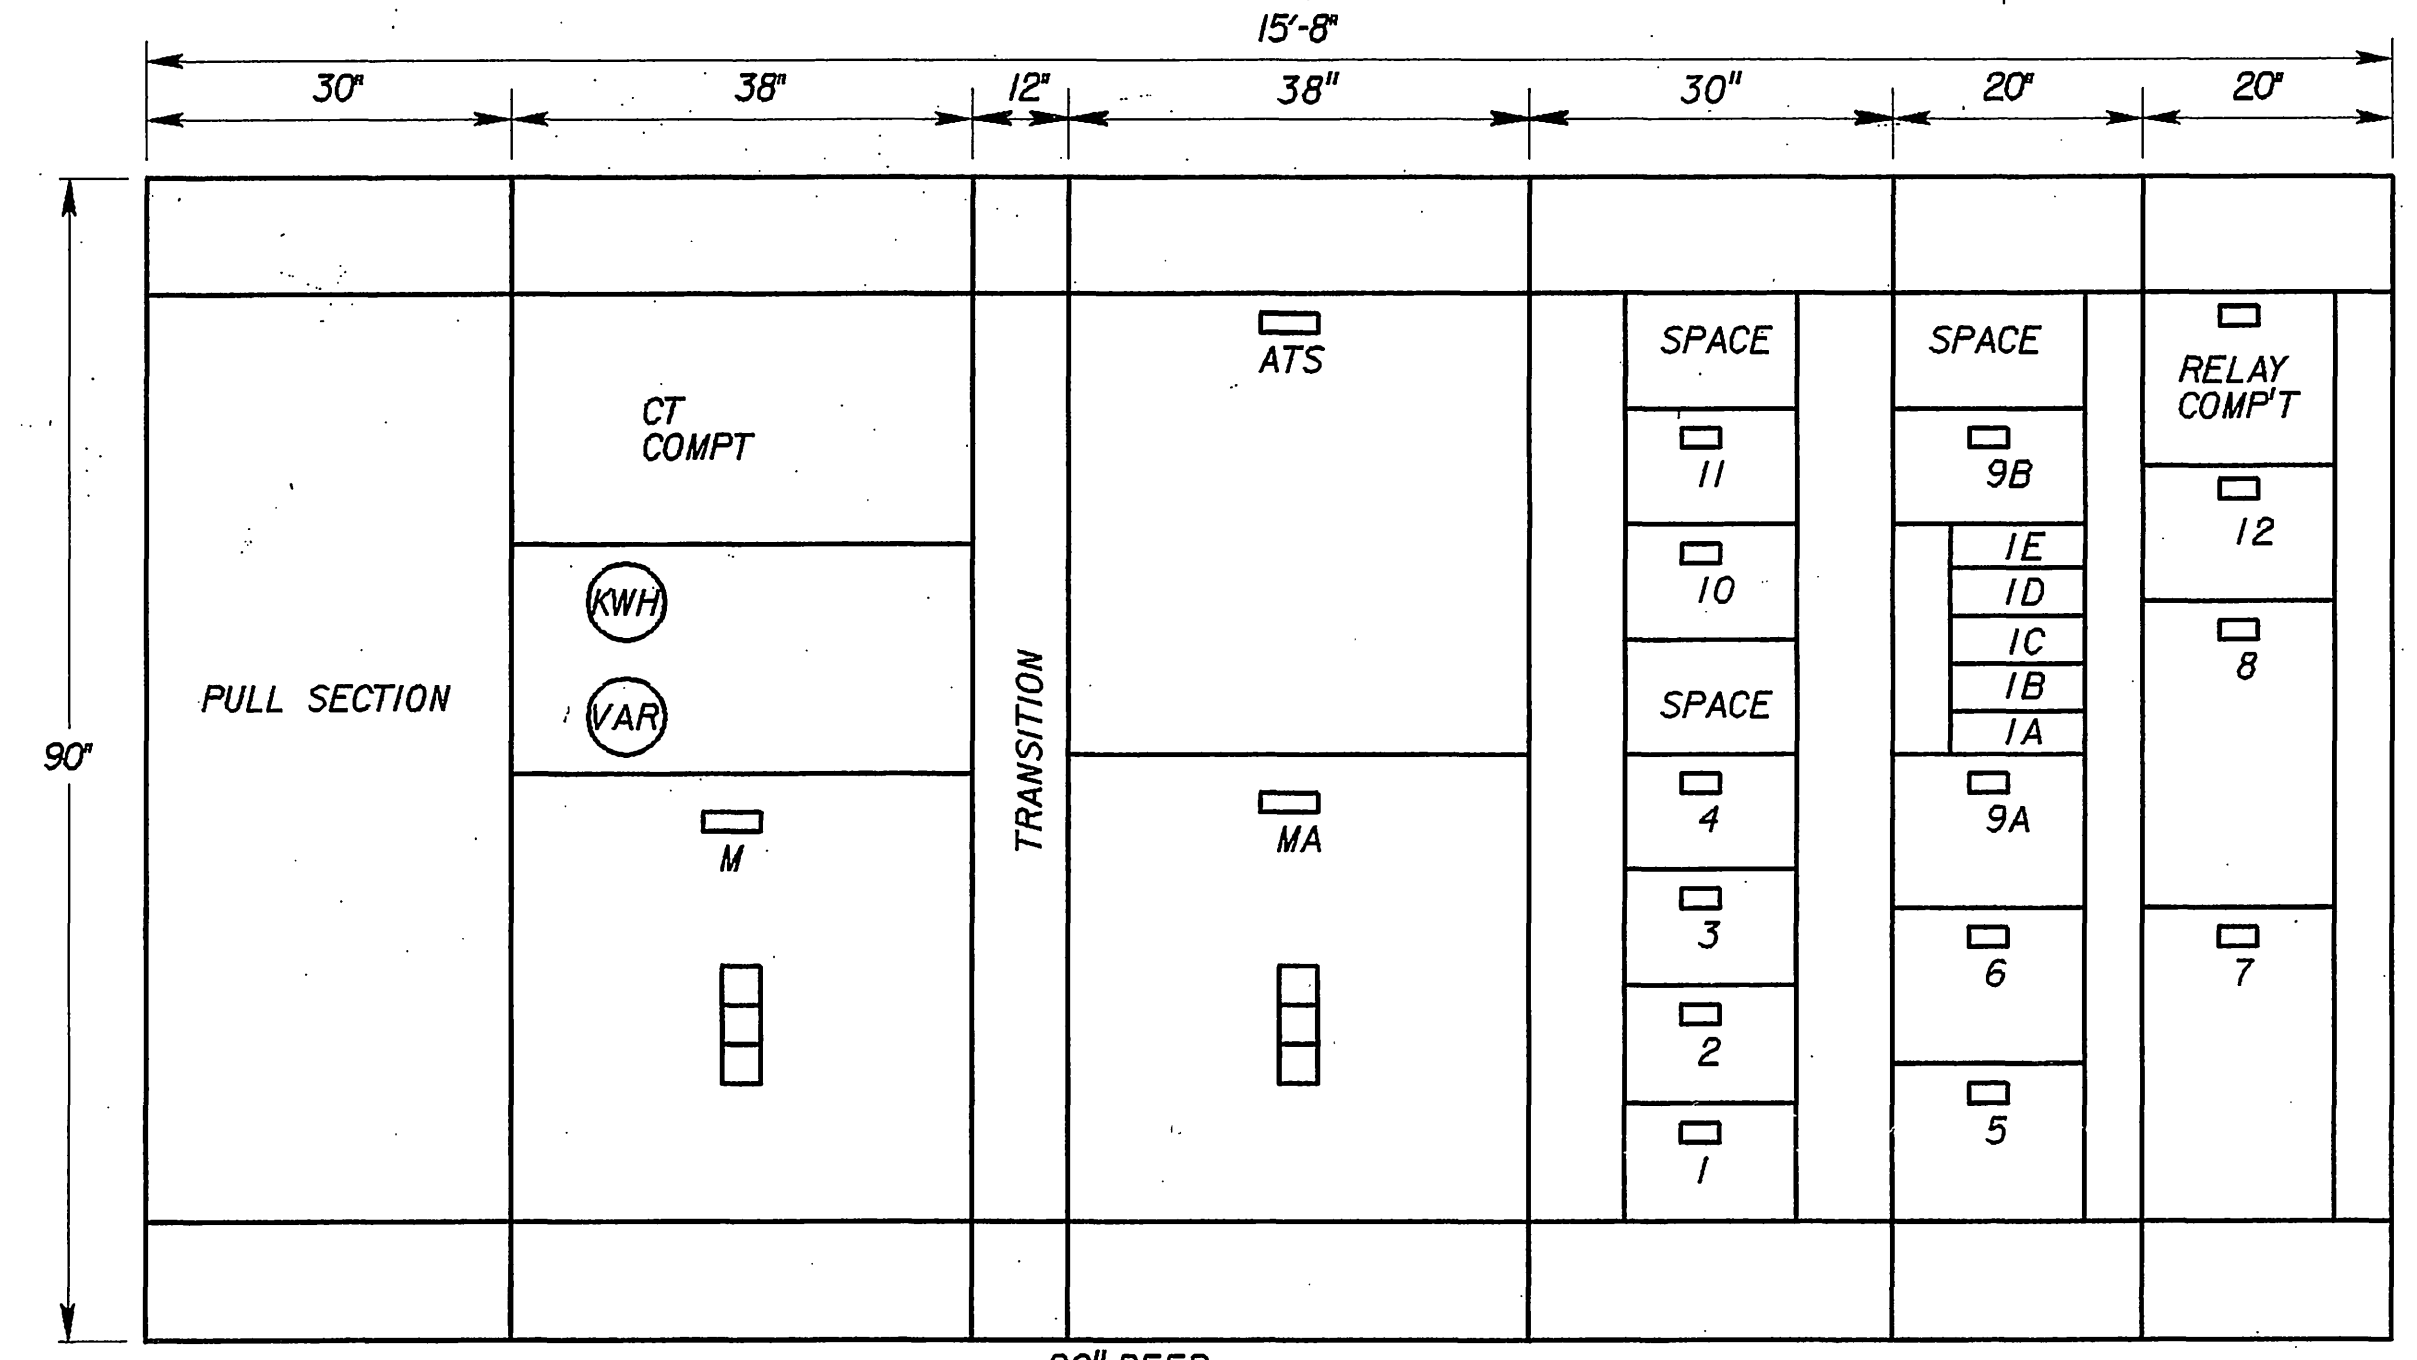 15'-8"
30" 38" 12" 38" 30" 20" 20"
90"
PULL SECTION
CT
COMPT
KWH
VAR
M
TRANSITION
ATS
MA
SPACE
11
10
SPACE
4
3
2
1
SPACE
9B
1E
1D
1C
1B
1A
9A
6
5
RELAY
COMP'T
12
8
7
DEEP